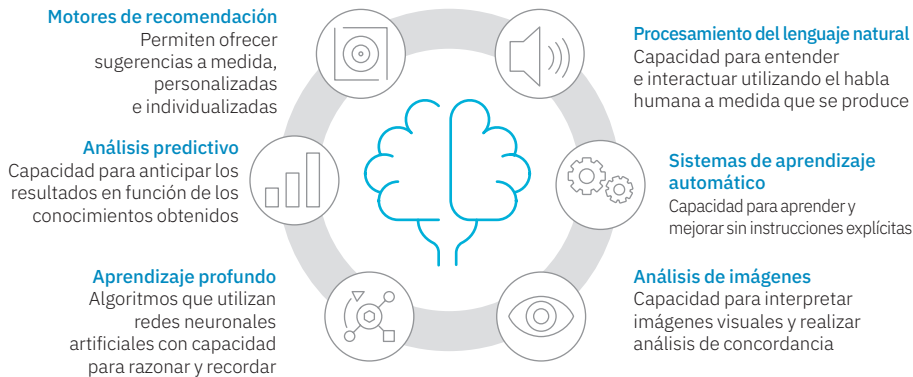 Motores de recomendación
Permiten ofrecer
sugerencias a medida,
personalizadas
e individualizadas
Procesamiento del lenguaje natural
Capacidad para entender
e interactuar utilizando el habla
humana a medida que se produce
Análisis predictivo
Capacidad para anticipar los
resultados en función de los
conocimientos obtenidos
Sistemas de aprendizaje
automático
Capacidad para aprender y
mejorar sin instrucciones explícitas
Aprendizaje profundo
Algoritmos que utilizan
redes neuronales
artificiales con capacidad
para razonar y recordar
Análisis de imágenes
Capacidad para interpretar
imágenes visuales y realizar
análisis de concordancia